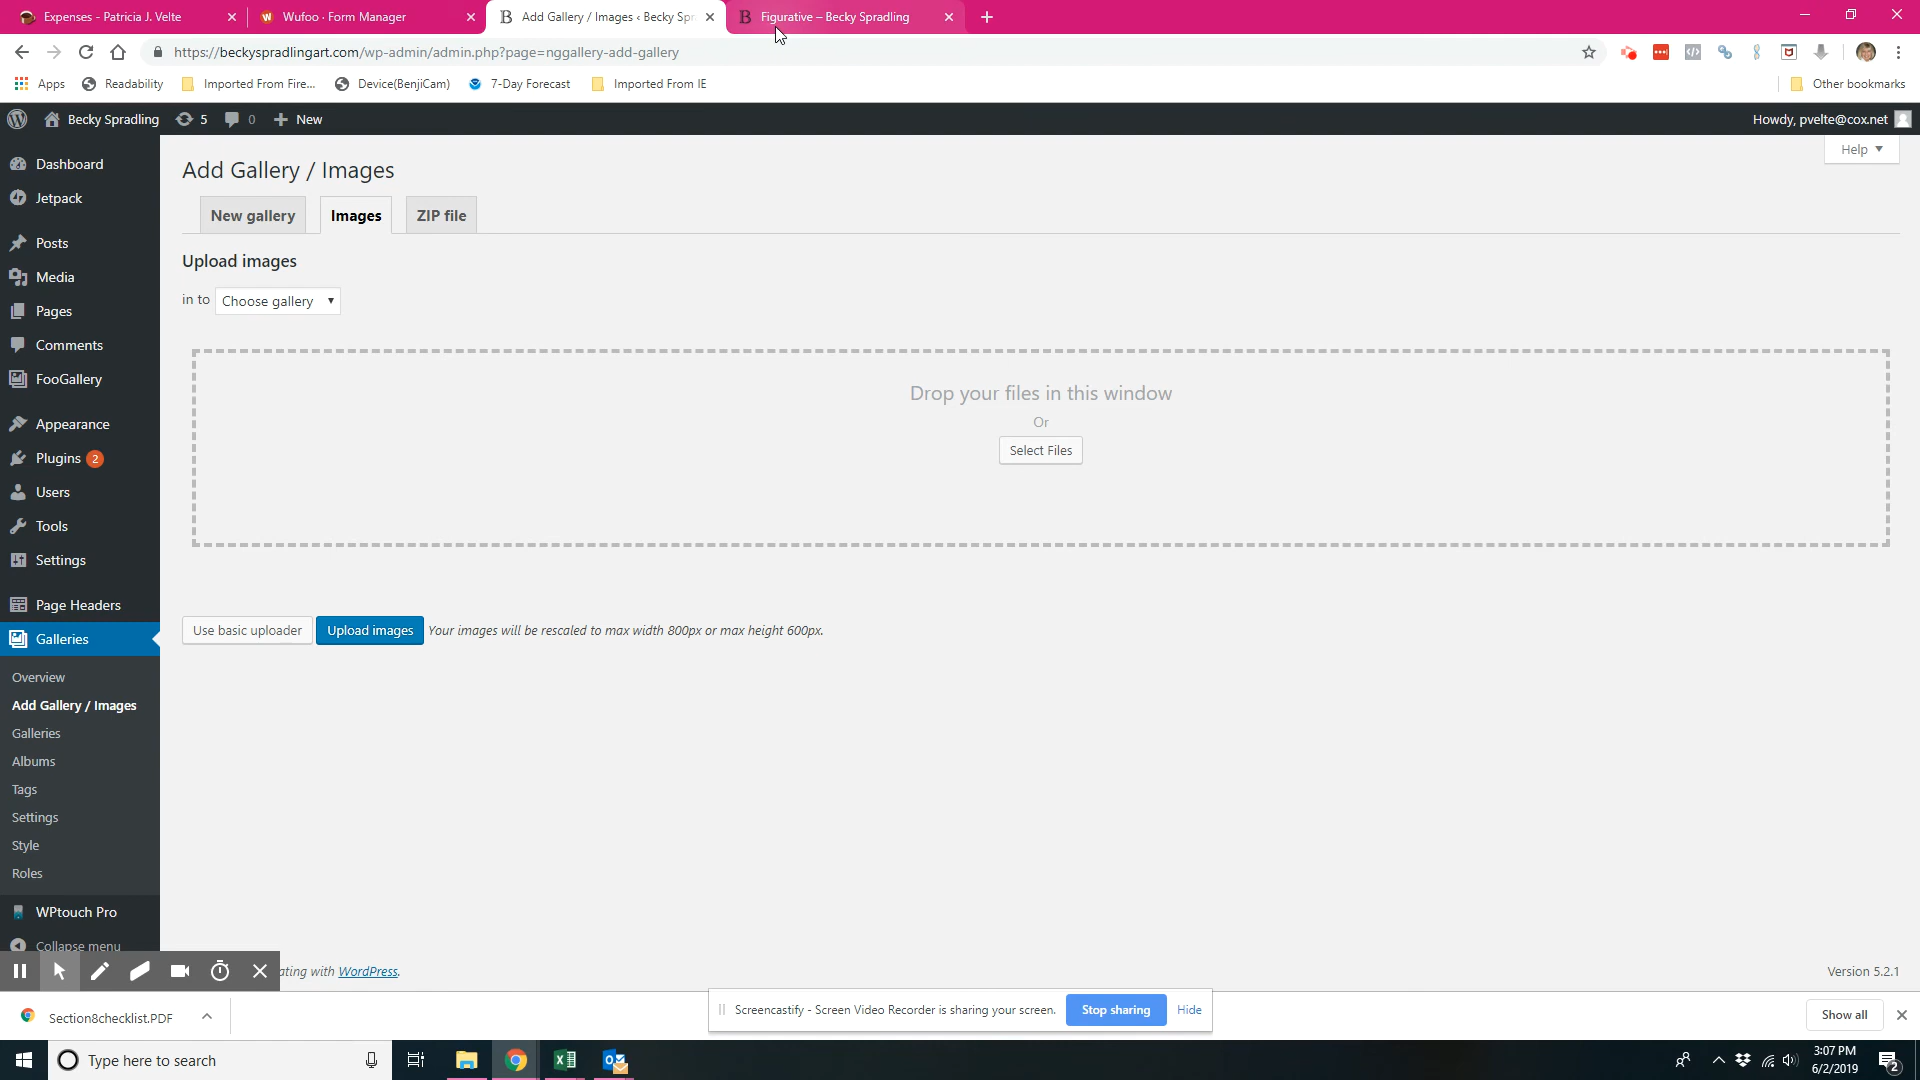 Expenses - Patricia J. Velte
Wufoo · Form Manager
Add Gallery / Images ‹ Becky Spr
Figurative – Becky Spradling
https://beckyspradlingart.com/wp-admin/admin.php?page=nggallery-add-gallery
Apps
Readability
Imported From Fire...
Device(BenjiCam)
7-Day Forecast
Imported From IE
Other bookmarks
Becky Spradling
5
0
New
Howdy, pvelte@cox.net
Dashboard
Jetpack
Posts
Media
Pages
Comments
FooGallery
Appearance
Plugins 2
Users
Tools
Settings
Page Headers
Galleries
Overview
Add Gallery / Images
Galleries
Albums
Tags
Settings
Style
Roles
WPtouch Pro
Collapse menu
Help
Add Gallery / Images
New gallery
Images
ZIP file
Upload images
in to Choose gallery
Drop your files in this window
Or
Select Files
Use basic uploader
Upload images
Your images will be rescaled to max width 800px or max height 600px.
ating with WordPress.
Version 5.2.1
Section8checklist.PDF
Screencastify - Screen Video Recorder is sharing your screen.
Stop sharing
Hide
Show all
Type here to search
3:07 PM
6/2/2019
2